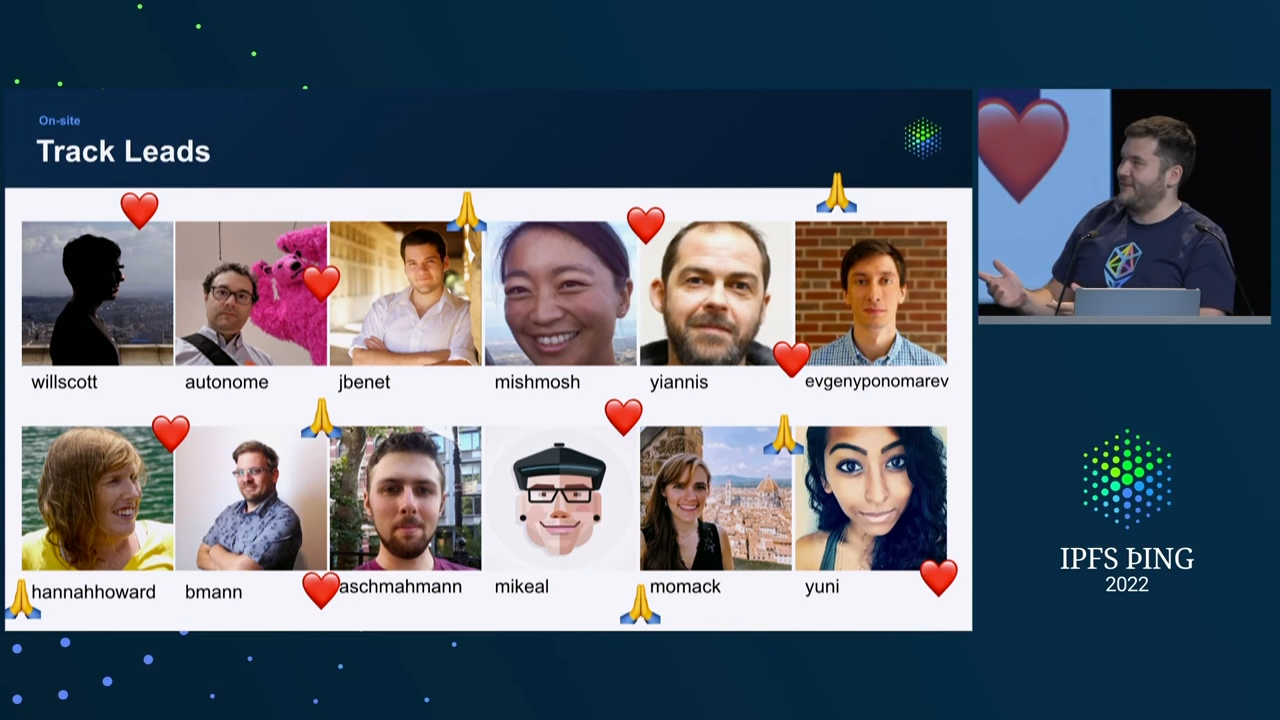 On-site
Track Leads
willscott
autonome
jbenet
mishmosh
yiannis
evgenyponomarev
hannahhoward
bmann
aschmahmann
mikeal
momack
yuni
IPFS ÞING
2022